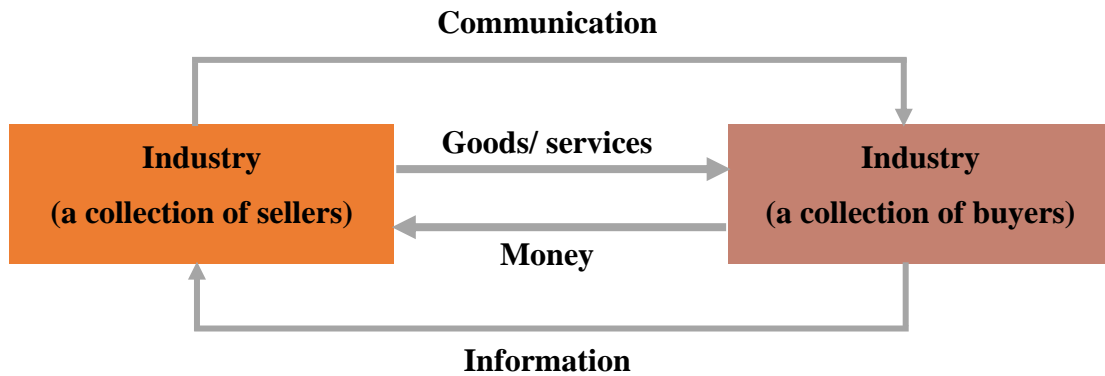 Communication
Industry
(a collection of sellers)
Goods/ services
Money
Industry
(a collection of buyers)
Information